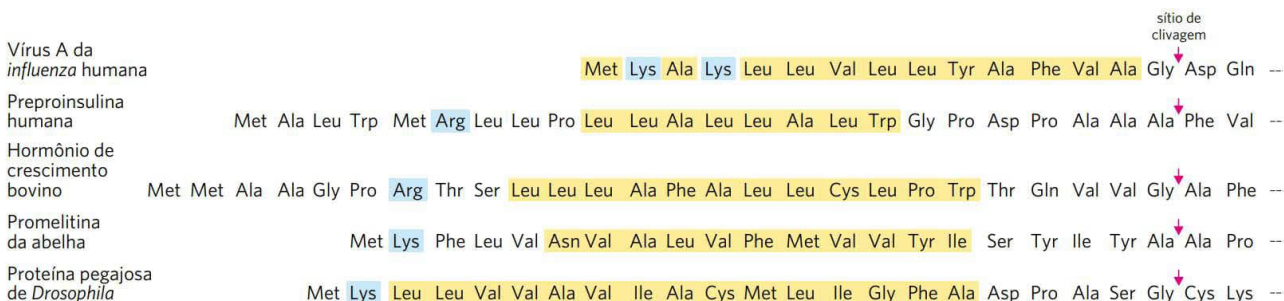 sítio de
clivagem
Vírus A da
influenza humana
Met Lys Ala Lys Leu Leu Val Leu Leu Tyr Ala Phe Val Ala Gly Asp Gln --
Preproinsulina
humana
Met Ala Leu Trp Met Arg Leu Leu Pro Leu Leu Ala Leu Leu Ala Leu Trp Gly Pro Asp Pro Ala Ala Ala Phe Val --
Hormônio de
crescimento
bovino
Met Met Ala Ala Gly Pro Arg Thr Ser Leu Leu Leu Ala Phe Ala Leu Leu Cys Leu Pro Trp Thr Gln Val Val Gly Ala Phe --
Promelitina
da abelha
Met Lys Phe Leu Val Asn Val Ala Leu Val Phe Met Val Val Tyr Ile Ser Tyr Ile Tyr Ala Ala Pro --
Proteína pegajosa
de Drosophila
Met Lys Leu Leu Val Val Ala Val Ile Ala Cys Met Leu Ile Gly Phe Ala Asp Pro Ala Ser Gly Cys Lys --